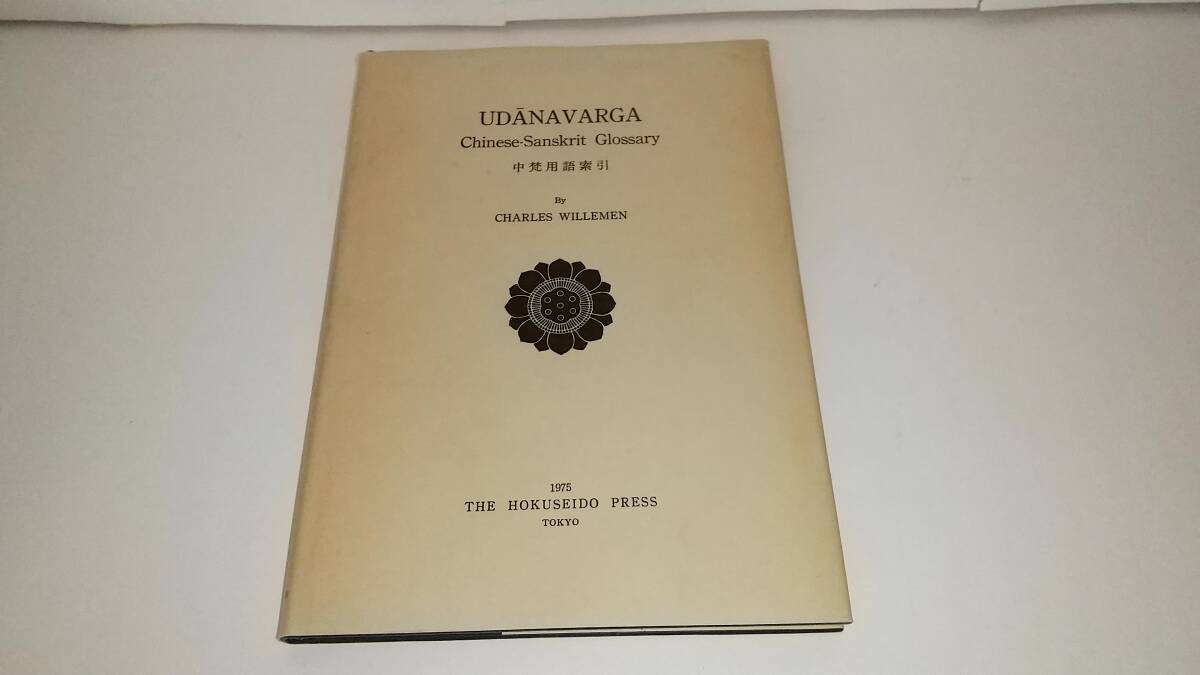 UDĀNAVARGA
Chinese-Sanskrit Glossary
中梵用語索引
By
CHARLES WILLEMEN
1975
THE HOKUSEIDO PRESS
TOKYO